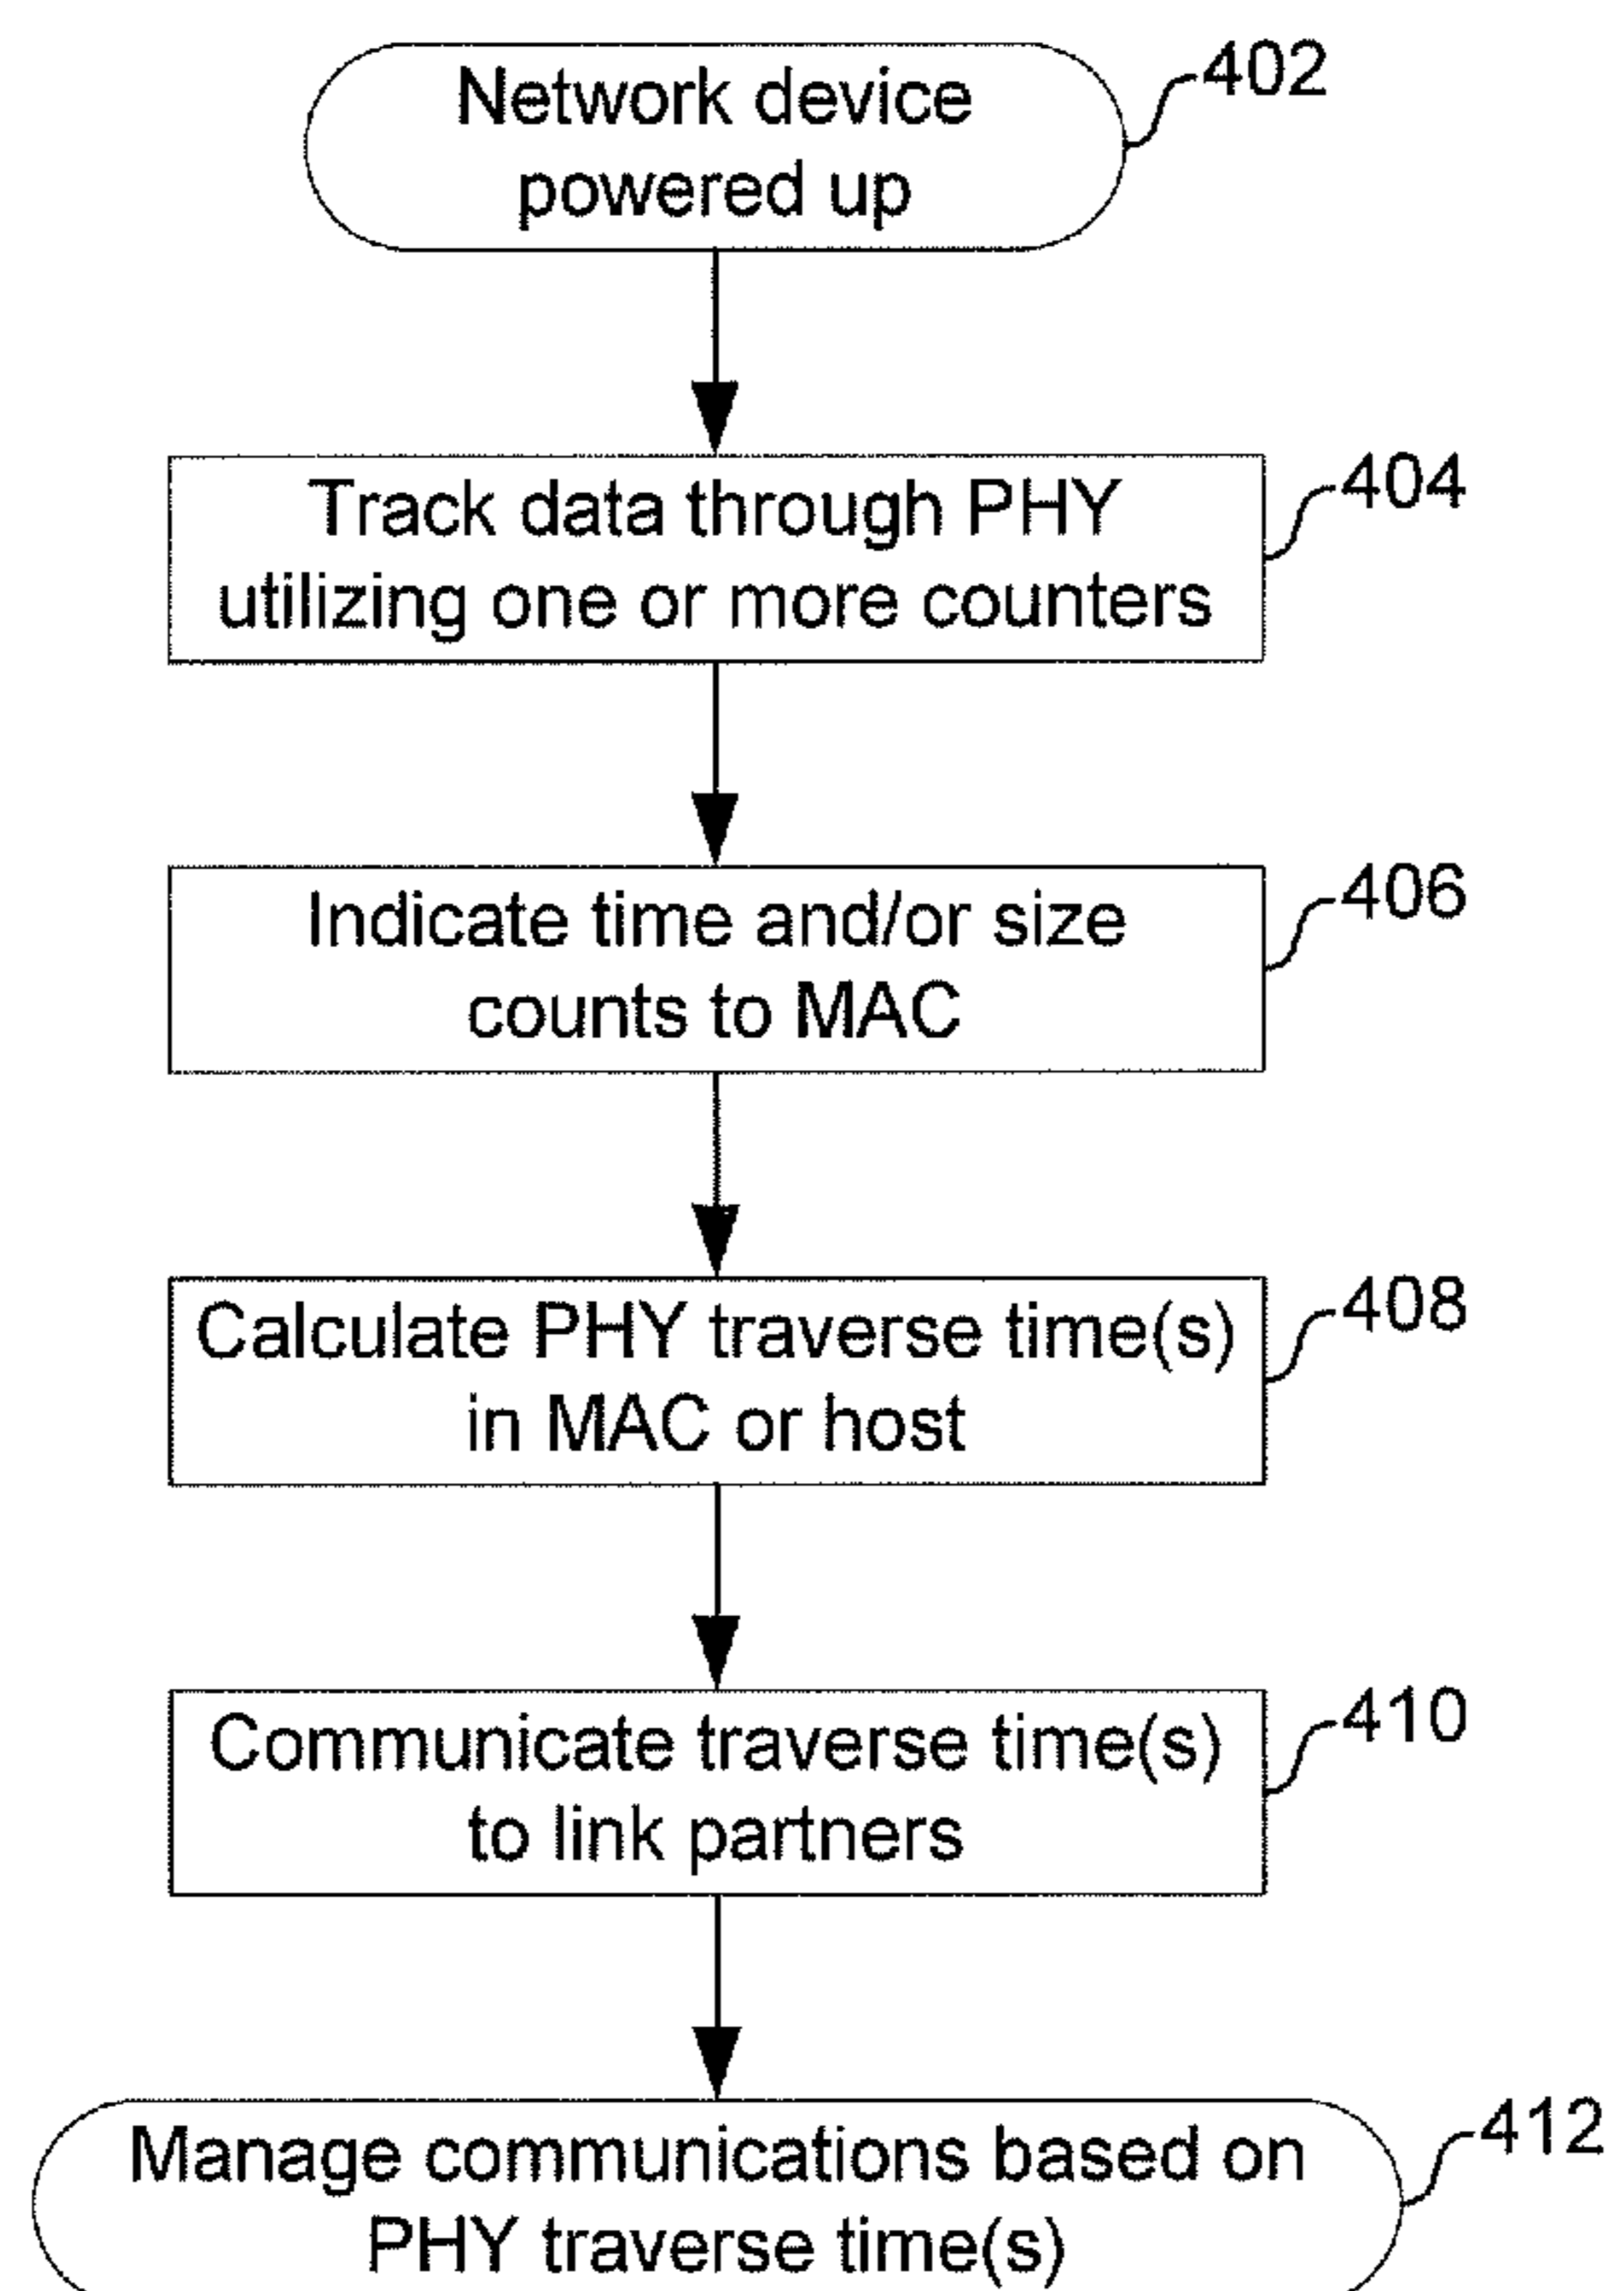 Network device
powered up
402
Track data through PHY
utilizing one or more counters
404
Indicate time and/or size
counts to MAC
406
Calculate PHY traverse time(s)
in MAC or host
408
Communicate traverse time(s)
to link partners
410
Manage communications based on
PHY traverse time(s)
412